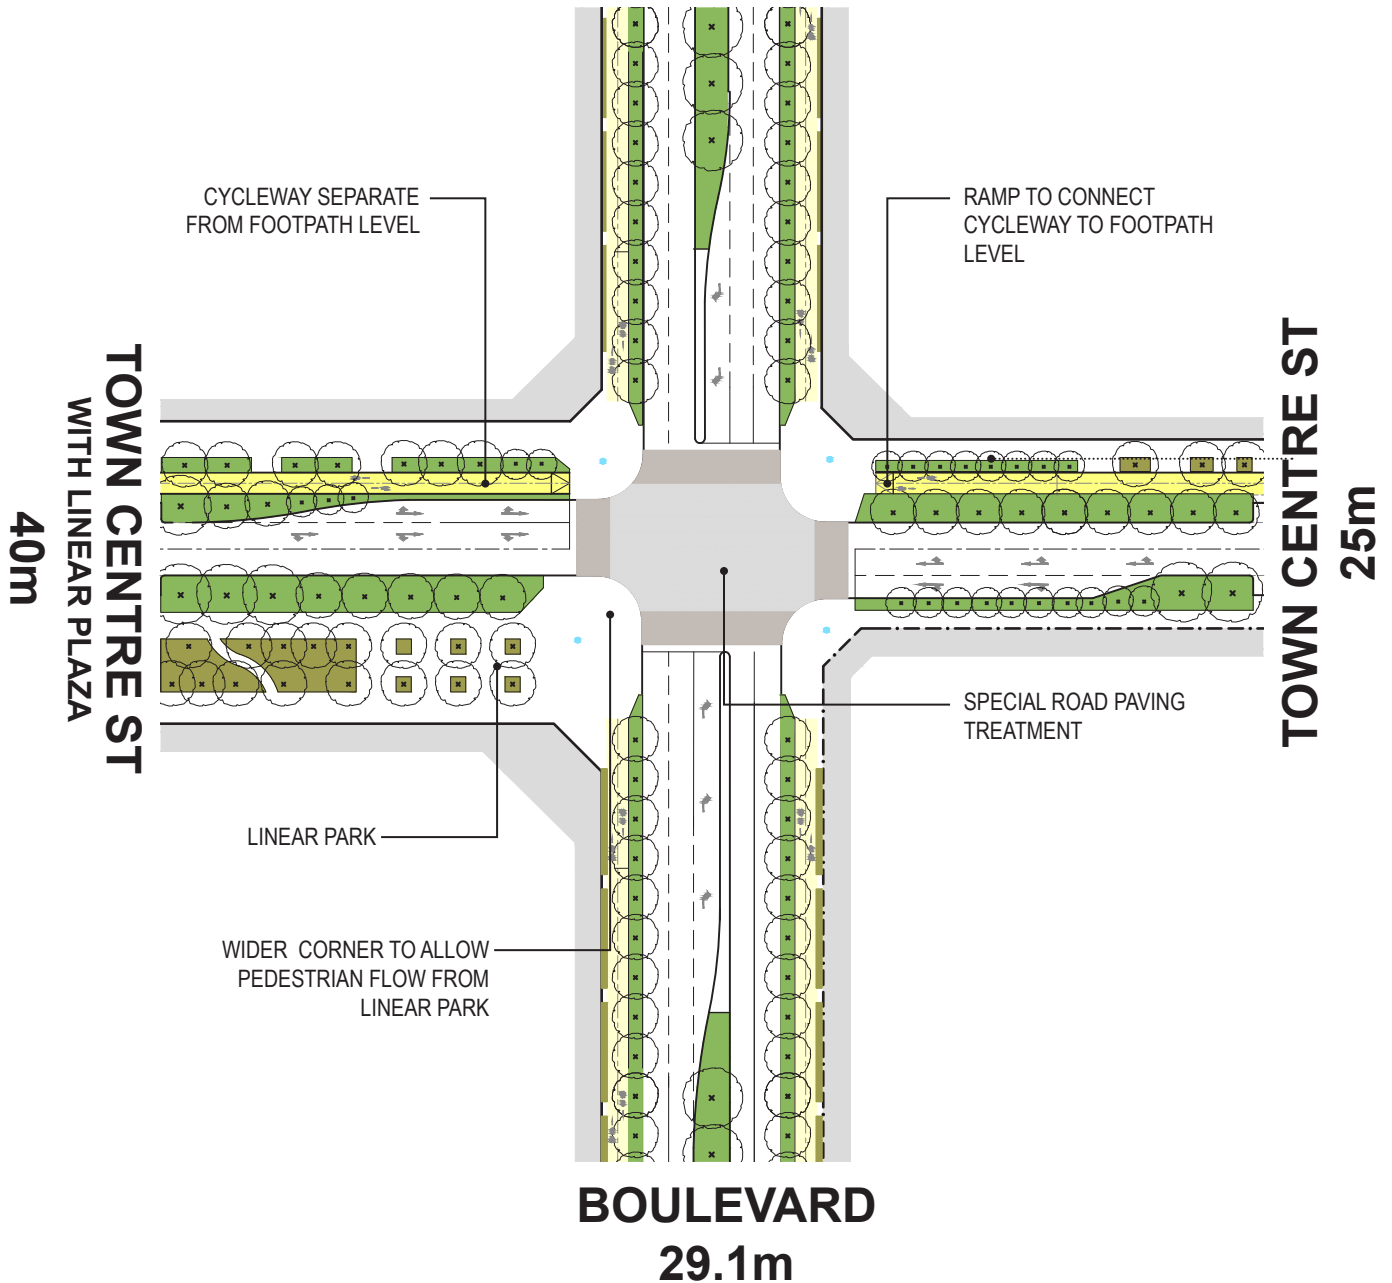 CYCLEWAY SEPARATE
FROM FOOTPATH LEVEL
RAMP TO CONNECT
CYCLEWAY TO FOOTPATH
LEVEL
TOWN CENTRE ST
WITH LINEAR PLAZA
40m
TOWN CENTRE ST
25m
SPECIAL ROAD PAVING
TREATMENT
LINEAR PARK
WIDER CORNER TO ALLOW
PEDESTRIAN FLOW FROM
LINEAR PARK
BOULEVARD
29.1m